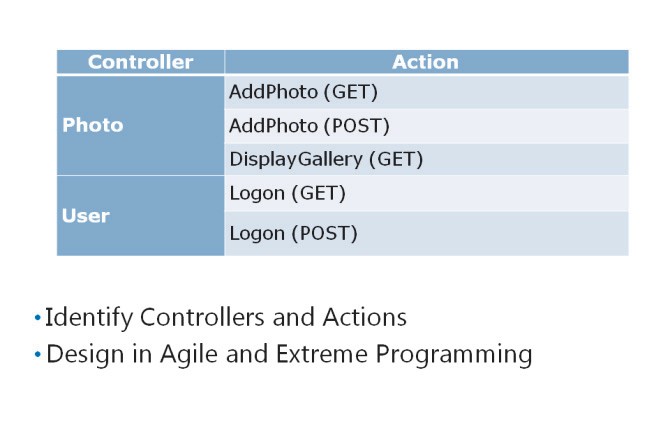 Controller Action
Photo
AddPhoto (GET)
AddPhoto (POST)
DisplayGallery (GET)
User
Logon (GET)
Logon (POST)
•Identify Controllers and Actions
•Design in Agile and Extreme Programming